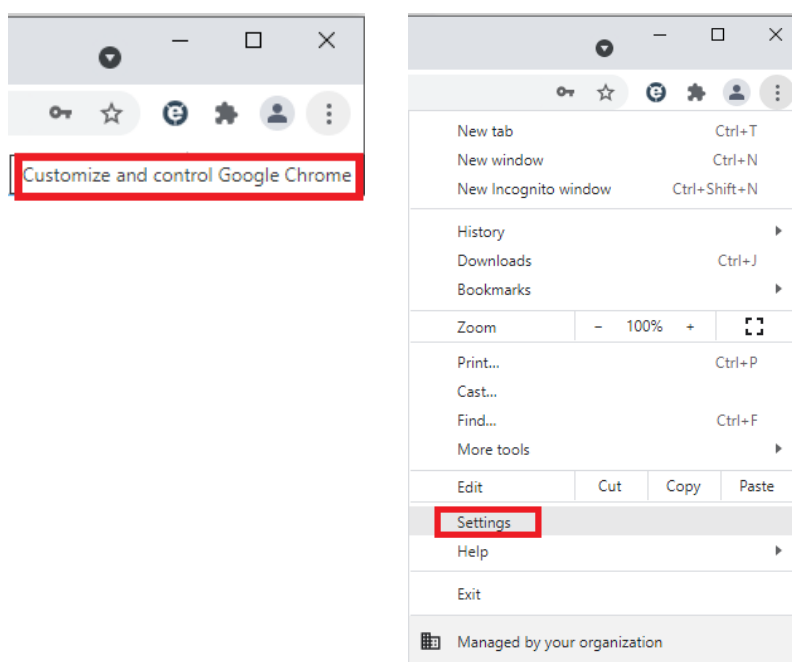 Customize and control Google Chrome
New tab Ctrl+T
New window Ctrl+N
New Incognito window Ctrl+Shift+N
History
Downloads Ctrl+J
Bookmarks
Zoom - 100% +
Print... Ctrl+P
Cast...
Find... Ctrl+F
More tools
Edit Cut Copy Paste
Settings
Help
Exit
Managed by your organization